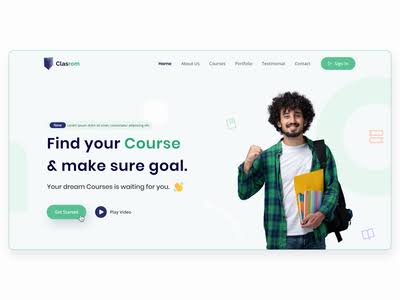 Clasrom
Home About Us Courses Portfolio Testimonial Contact Sign In
New Lorem ipsum dolor sit amet, consectetur adipiscing elit.
Find your Course
& make sure goal.
Your dream Courses is waiting for you.
Get Started Play Video